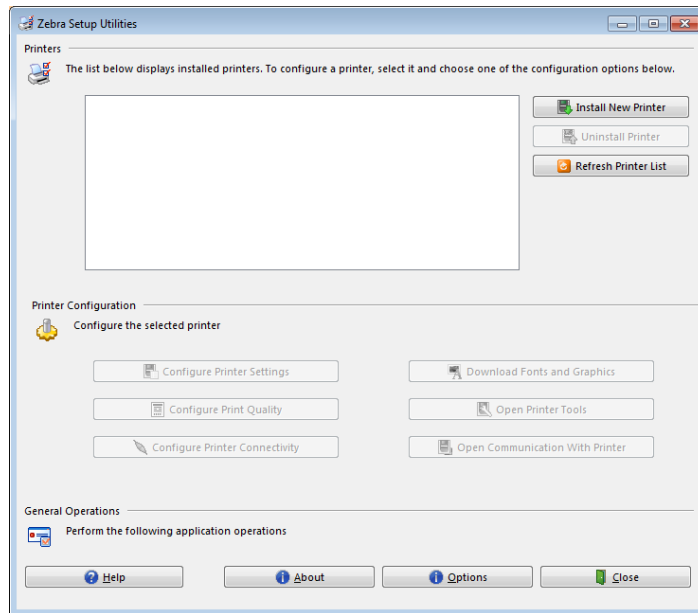 Zebra Setup Utilities
Printers
The list below displays installed printers. To configure a printer, select it and choose one of the configuration options below.
Install New Printer
Uninstall Printer
Refresh Printer List
Printer Configuration
Configure the selected printer
Configure Printer Settings
Download Fonts and Graphics
Configure Print Quality
Open Printer Tools
Configure Printer Connectivity
Open Communication With Printer
General Operations
Perform the following application operations
Help
About
Options
Close